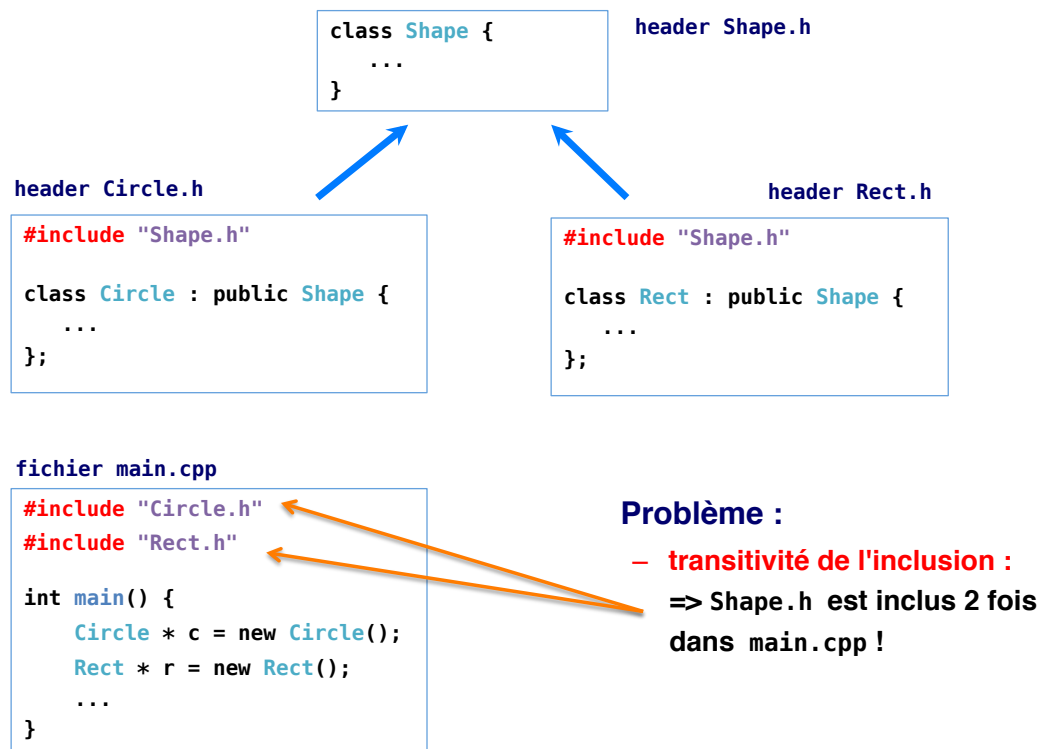 class Shape {
...
}
header Shape.h
header Circle.h
#include "Shape.h"
class Circle : public Shape {
...
};
header Rect.h
#include "Shape.h"
class Rect : public Shape {
...
};
fichier main.cpp
#include "Circle.h"
#include "Rect.h"
int main() {
Circle * c = new Circle();
Rect * r = new Rect();
...
}
Problème :
– transitivité de l'inclusion :
=> Shape.h est inclus 2 fois
dans main.cpp !